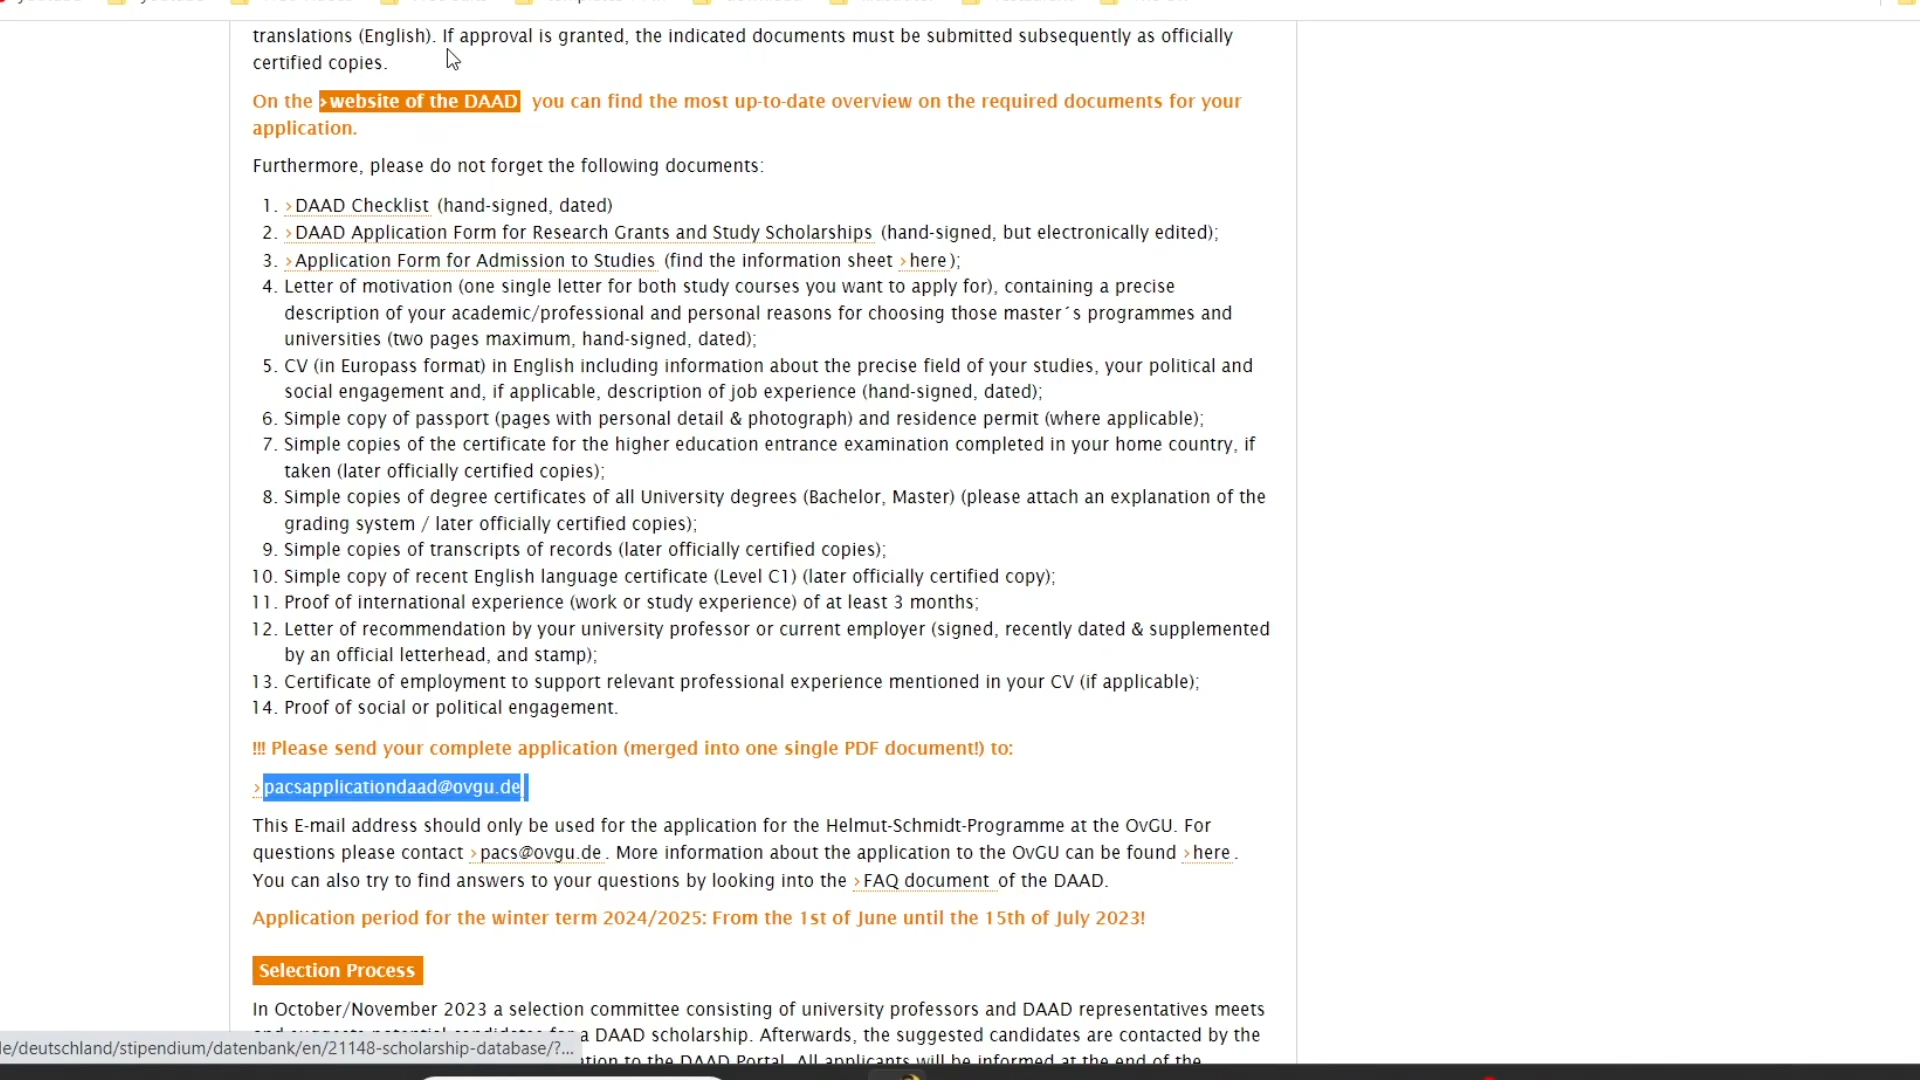 translations (English). If approval is granted, the indicated documents must be submitted subsequently as officially
certified copies.
On the ›website of the DAAD you can find the most up-to-date overview on the required documents for your
application.
Furthermore, please do not forget the following documents:
1. ›DAAD Checklist (hand-signed, dated)
2. ›DAAD Application Form for Research Grants and Study Scholarships (hand-signed, but electronically edited);
3. ›Application Form for Admission to Studies (find the information sheet ›here);
4. Letter of motivation (one single letter for both study courses you want to apply for), containing a precise
description of your academic/professional and personal reasons for choosing those master´s programmes and
universities (two pages maximum, hand-signed, dated);
5. CV (in Europass format) in English including information about the precise field of your studies, your political and
social engagement and, if applicable, description of job experience (hand-signed, dated);
6. Simple copy of passport (pages with personal detail & photograph) and residence permit (where applicable);
7. Simple copies of the certificate for the higher education entrance examination completed in your home country, if
taken (later officially certified copies);
8. Simple copies of degree certificates of all University degrees (Bachelor, Master) (please attach an explanation of the
grading system / later officially certified copies);
9. Simple copies of transcripts of records (later officially certified copies);
10. Simple copy of recent English language certificate (Level C1) (later officially certified copy);
11. Proof of international experience (work or study experience) of at least 3 months;
12. Letter of recommendation by your university professor or current employer (signed, recently dated & supplemented
by an official letterhead, and stamp);
13. Certificate of employment to support relevant professional experience mentioned in your CV (if applicable);
14. Proof of social or political engagement.
!!! Please send your complete application (merged into one single PDF document!) to:
›pacsapplicationdaad@ovgu.de
This E-mail address should only be used for the application for the Helmut-Schmidt-Programme at the OvGU. For
questions please contact ›pacs@ovgu.de. More information about the application to the OvGU can be found ›here.
You can also try to find answers to your questions by looking into the ›FAQ document of the DAAD.
Application period for the winter term 2024/2025: From the 1st of June until the 15th of July 2023!
Selection Process
In October/November 2023 a selection committee consisting of university professors and DAAD representatives meets
a DAAD scholarship. Afterwards, the suggested candidates are contacted by the
le/deutschland/stipendium/datenbank/en/21148-scholarship-database/?...
to the DAAD Portal. All applicants will be informed at the end of the